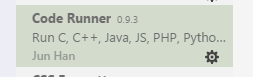 Code Runner 0.9.3
Run C, C++, Java, JS, PHP, Pytho...
Jun Han